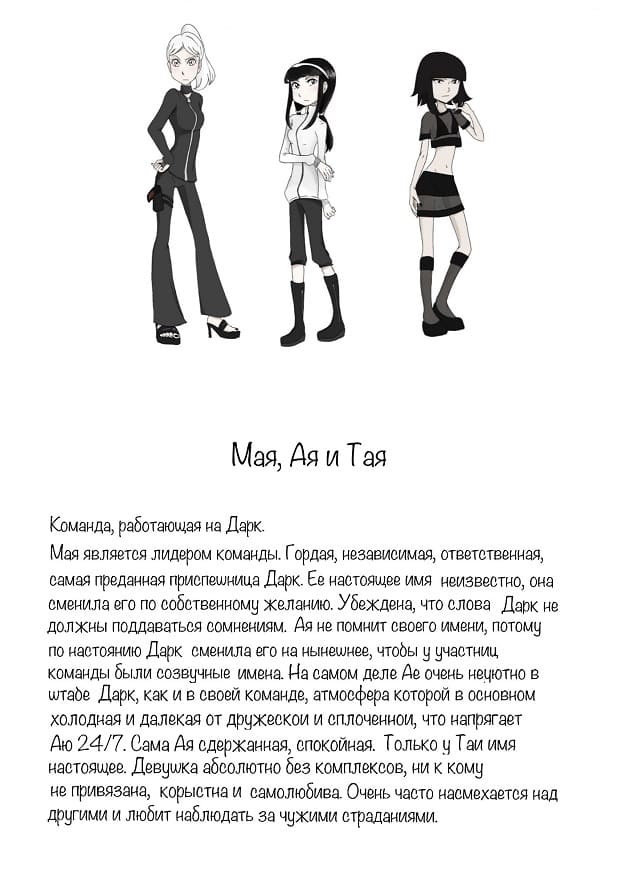 Мая, Ая и Тая
Команда, работающая на Дарк.
Мая является лидером команды. Гордая, независимая, ответственная,
самая преданная приспешница Дарк. Ее настоящее имя неизвестно, она
сменила его по собственному желанию. Убеждена, что слова Дарк не
должны поддаваться сомнениям. Ая не помнит своего имени, потому
по настоянию Дарк сменила его на нынешнее, чтобы у участниц
команды были созвучные имена. На самом деле Ае очень неуютно в
штабе Дарк, как и в своей команде, атмосфера которой в основном
холодная и далекая от дружескои и сплоченнои, что напрягает
Аю 24/7. Сама Ая сдержанная, спокойная. Только у Таи имя
настоящее. Девушка абсолютно без комплексов, ни к кому
не привязана, корыстна и самолюбива. Очень часто насмехается над
другими и любит наблюдать за чужими страданиями.